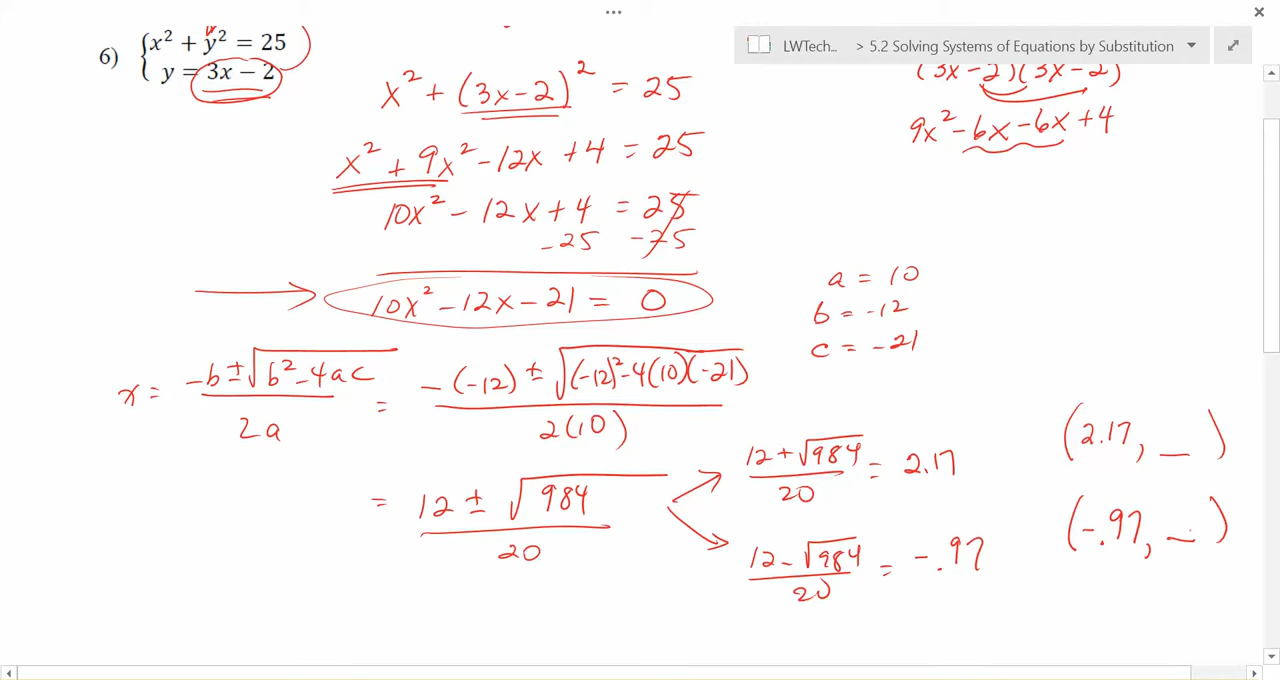 LWTech... > 5.2 Solving Systems of Equations by Substitution
6) { x² + y² = 25
y = 3x − 2
x² + (3x-2)² = 25
x² + 9x² - 12x + 4 = 25
10x² - 12x + 4 = 25
-25 -25
10x² - 12x - 21 = 0
(3x-2)(3x-2)
9x² - 6x - 6x + 4
a = 10
b = -12
c = -21
x = -b ± √b² - 4ac / 2a = -(-12) ± √(-12)² - 4(10)(-21) / 2(10)
= 12 ± √984 / 20
12 + √984 / 20 = 2.17
12 - √984 / 20 = -.97
(2.17, _)
(-.97, _)